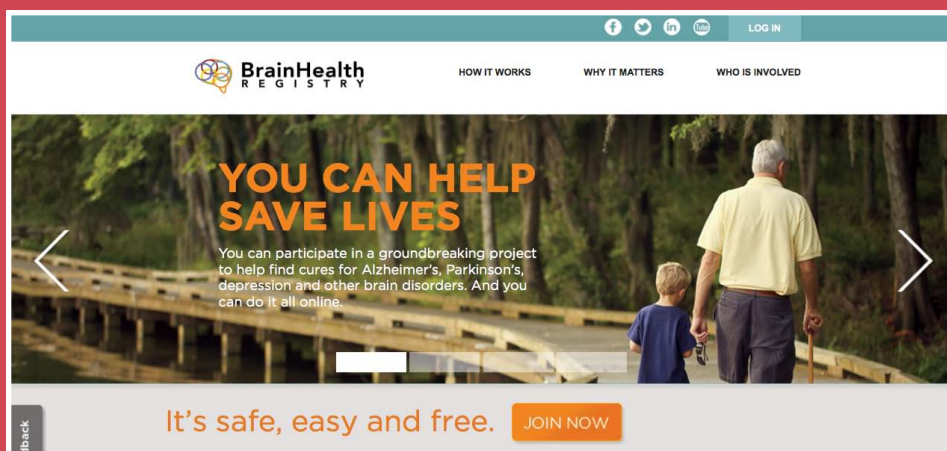 LOG IN
BrainHealth
REGISTRY
HOW IT WORKS
WHY IT MATTERS
WHO IS INVOLVED
YOU CAN HELP
SAVE LIVES
You can participate in a groundbreaking project
to help find cures for Alzheimer's, Parkinson's,
depression and other brain disorders. And you
can do it all online.
It's safe, easy and free.
JOIN NOW
dback